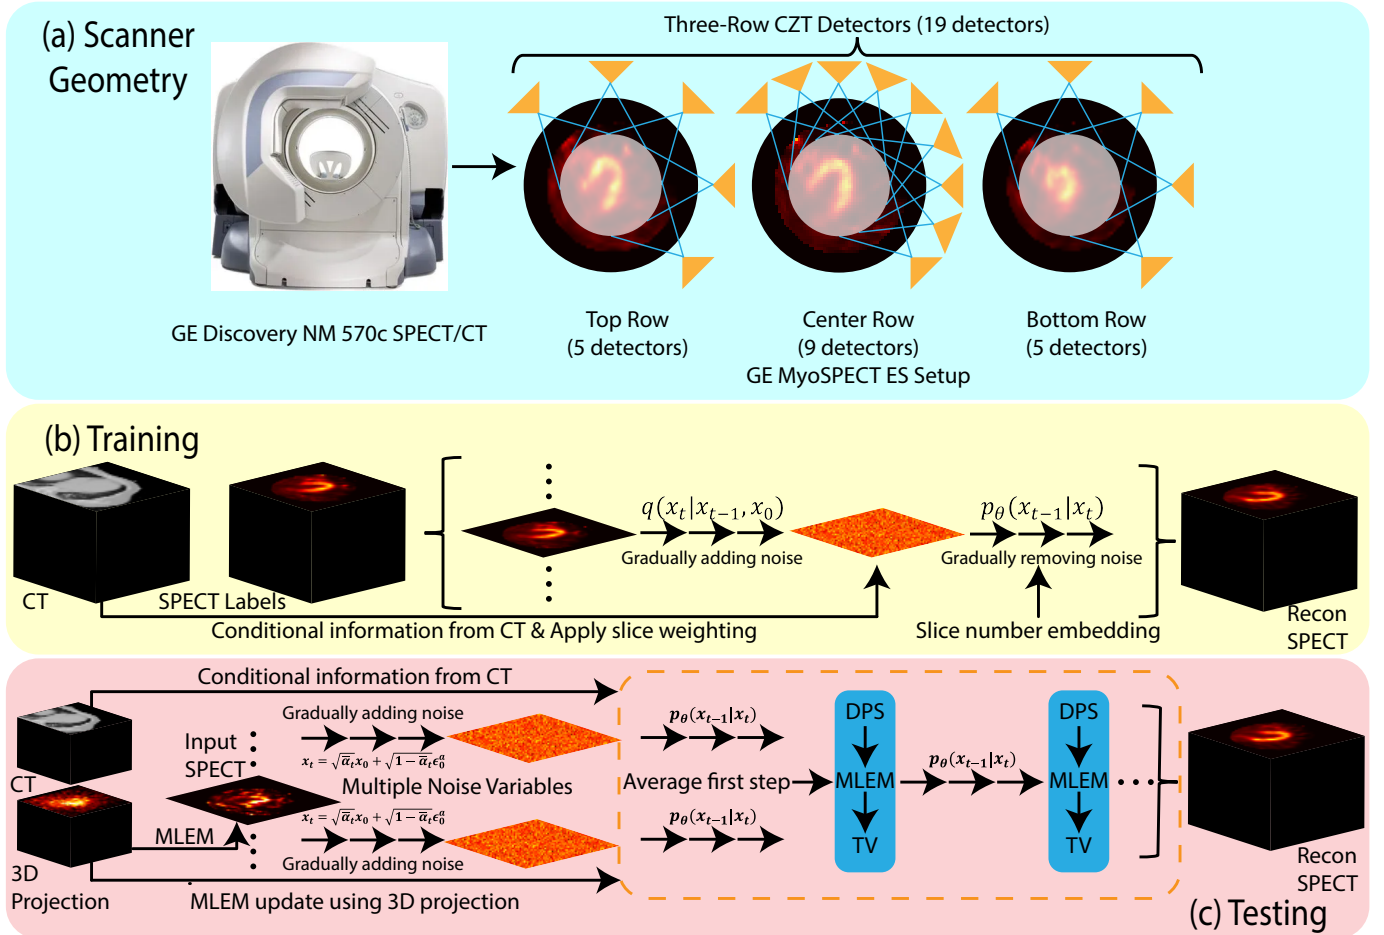 (a) Scanner
Geometry
Three-Row CZT Detectors (19 detectors)
GE Discovery NM 570c SPECT/CT
Top Row
(5 detectors)
Center Row
(9 detectors)
GE MyoSPECT ES Setup
Bottom Row
(5 detectors)
(b) Training
CT
SPECT Labels
q(x_t|x_{t-1}, x_0)
Gradually adding noise
p_θ(x_{t-1}|x_t)
Gradually removing noise
Conditional information from CT & Apply slice weighting
Slice number embedding
Recon
SPECT
Conditional information from CT
CT
3D
Projection
Input
SPECT
MLEM
Gradually adding noise
x_t = √ᾱ_t x_0 + √1 − ᾱ_t ϵ_0^a
Multiple Noise Variables
x_t = √ᾱ_t x_0 + √1 − ᾱ_t ϵ_0^a
Gradually adding noise
MLEM update using 3D projection
p_θ(x_{t-1}|x_t)
Average first step
p_θ(x_{t-1}|x_t)
DPS
MLEM
TV
p_θ(x_{t-1}|x_t)
DPS
MLEM
TV
Recon
SPECT
(c) Testing